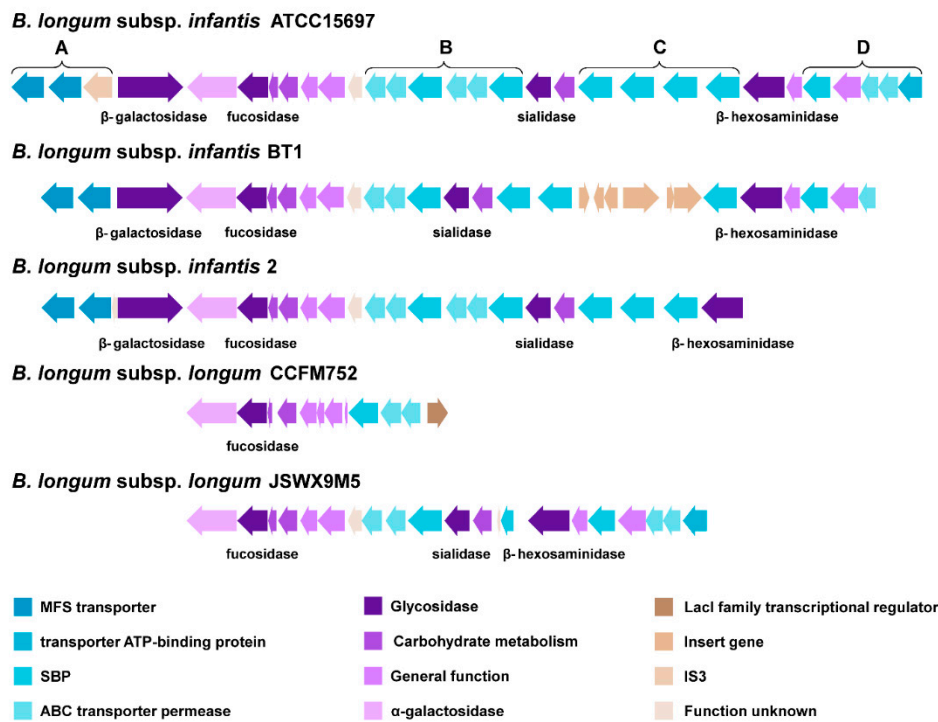 B. longum subsp. infantis ATCC15697
A B C D
β- galactosidase fucosidase sialidase β- hexosaminidase
B. longum subsp. infantis BT1
β-galactosidase fucosidase sialidase β-hexosaminidase
B. longum subsp. infantis 2
β-galactosidase fucosidase sialidase β-hexosaminidase
B. longum subsp. longum CCFM752
fucosidase
B. longum subsp. longum JSWX9M5
fucosidase sialidase β-hexosaminidase
MFS transporter Glycosidase LacI family transcriptional regulator
transporter ATP-binding protein Carbohydrate metabolism Insert gene
SBP General function IS3
ABC transporter permease α-galactosidase Function unknown